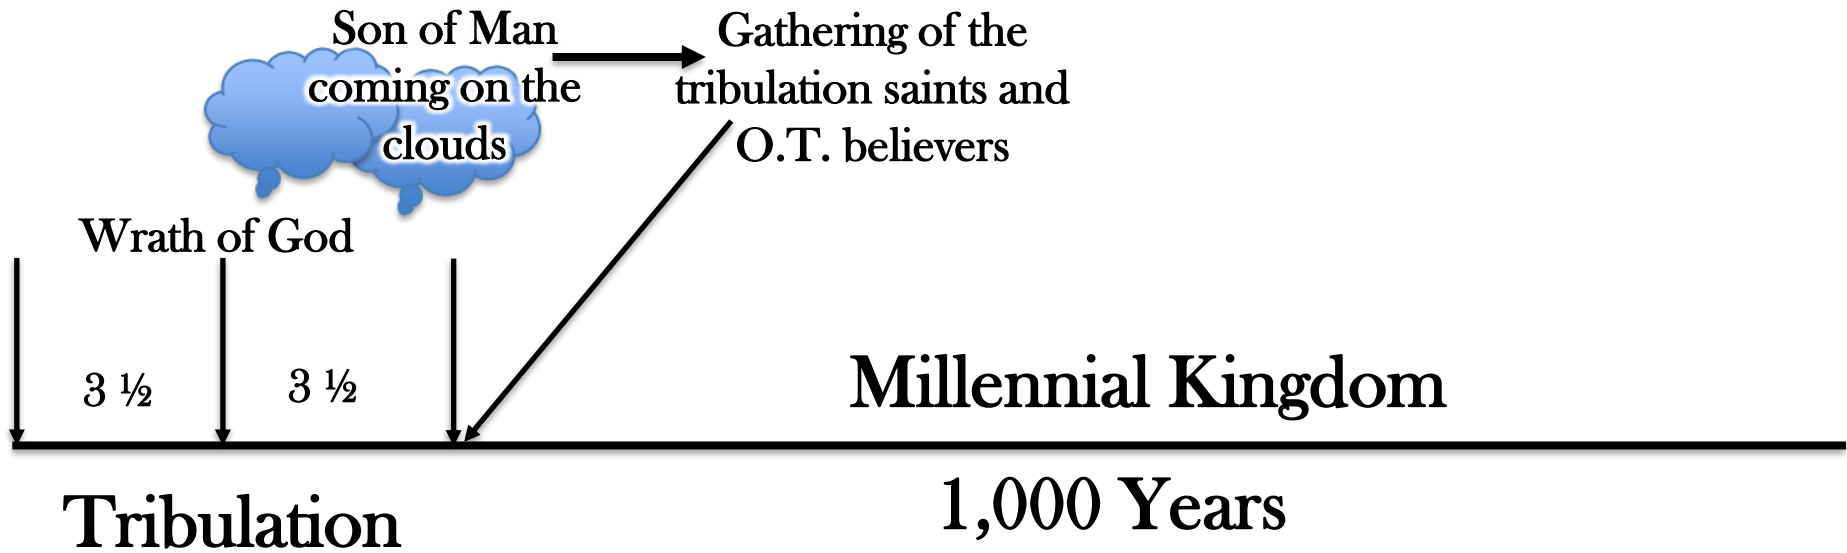 Son of Man
coming on the
clouds
Gathering of the
tribulation saints and
O.T. believers
Wrath of God
3 ½
3 ½
Millennial Kingdom
Tribulation
1,000 Years